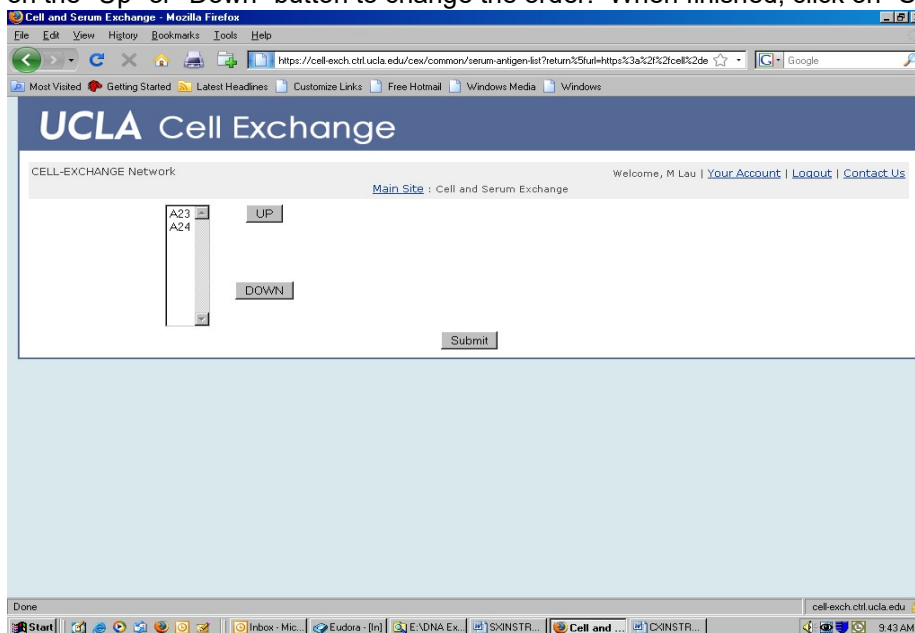 on the "Up" or "Down" button to change the order. When finished, click on
Cell and Serum Exchange - Mozilla Firefox
File Edit View History Bookmarks Tools Help
https://cell-exch.ctrl.ucla.edu/cex/common/serum-antigen-list?return%5furl=https%3a%2f%2fcell%2de
Google
Most Visited Getting Started Latest Headlines Customize Links Free Hotmail Windows Media Windows
UCLA Cell Exchange
CELL-EXCHANGE Network
Welcome, M Lau | Your Account | Logout | Contact Us
Main Site : Cell and Serum Exchange
A23
UP
A24
DOWN
Submit
Done
cell-exch.ctrl.ucla.edu
Start
Inbox - Mic... Eudora - [In] E:\DNA Ex... SXINSTR... Cell and ... CXINSTR...
9:43 AM